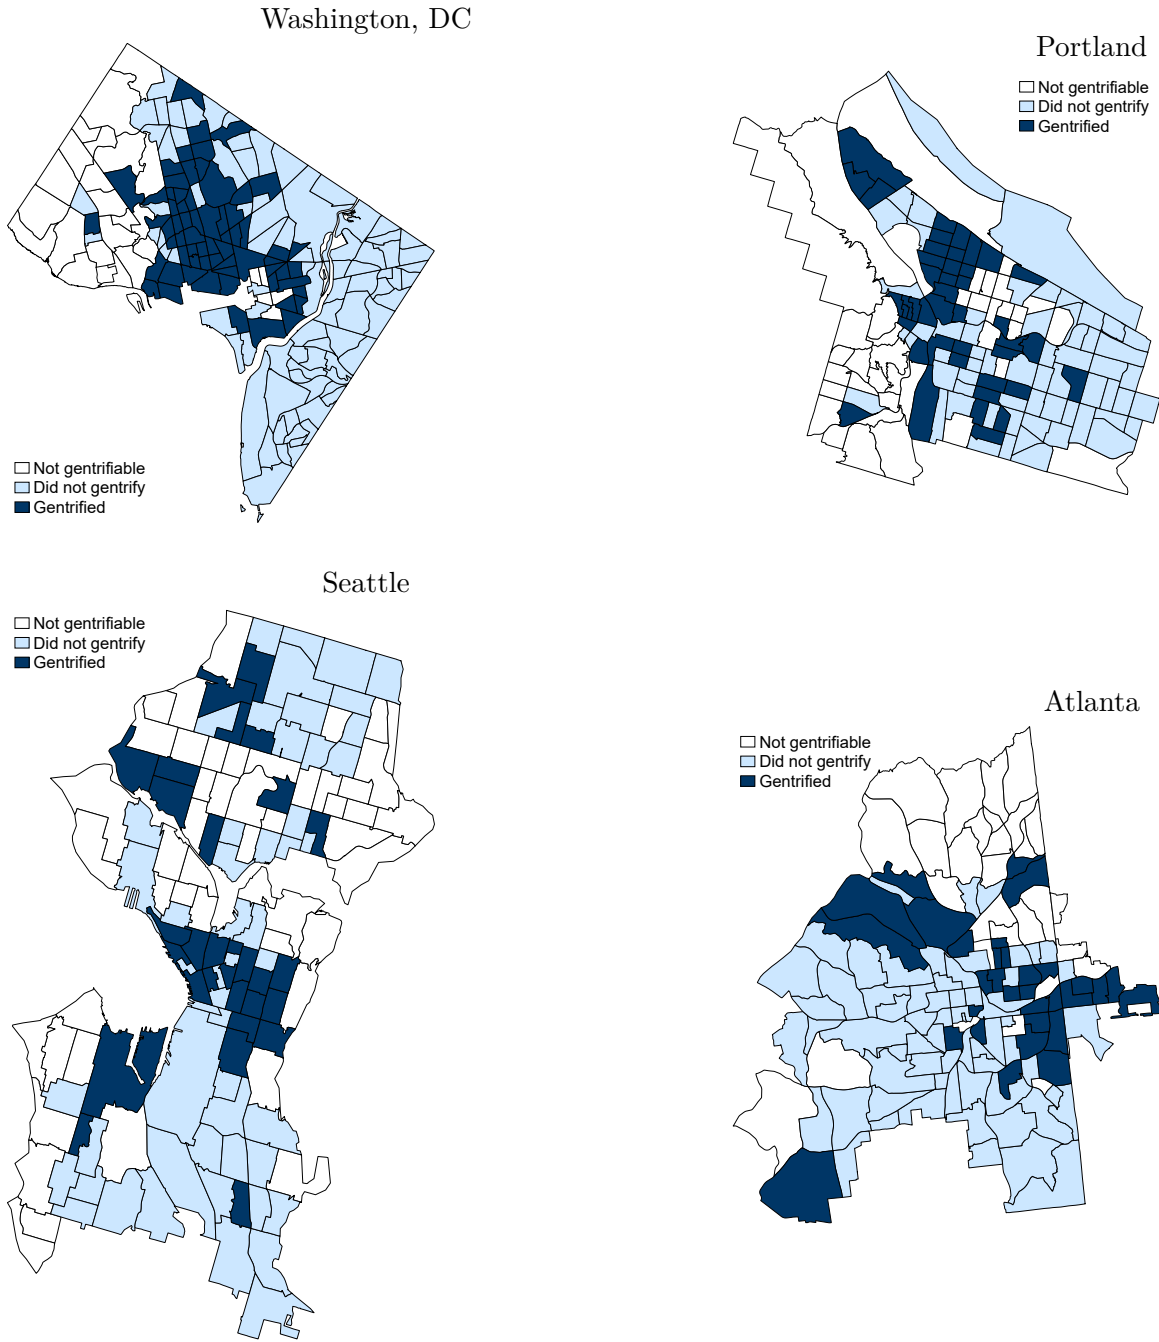 Washington, DC
Not gentrifiable
Did not gentrify
Gentrified
Portland
Not gentrifiable
Did not gentrify
Gentrified
Seattle
Not gentrifiable
Did not gentrify
Gentrified
Atlanta
Not gentrifiable
Did not gentrify
Gentrified